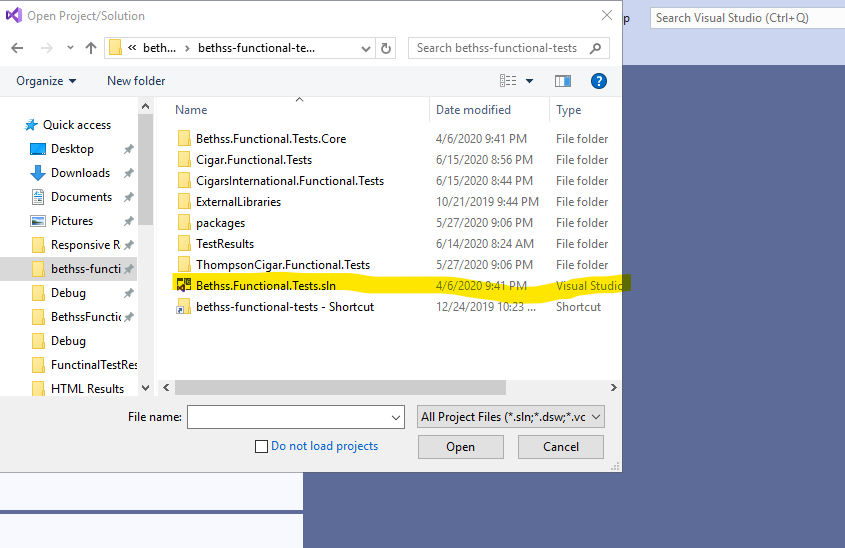 Open Project/Solution
p
Search Visual Studio (Ctrl+Q)
« beth... › bethss-functional-te...
Search bethss-functional-tests
Organize
New folder
Name Date modified Type
Quick access
Desktop
Downloads
Documents
Pictures
Responsive R
bethss-functi
Debug
BethssFunctic
Debug
FunctinalTestRes
HTML Results
Bethss.Functional.Tests.Core 4/6/2020 9:41 PM File folder
Cigar.Functional.Tests 6/15/2020 8:56 PM File folder
CigarsInternational.Functional.Tests 6/15/2020 8:44 PM File folder
ExternalLibraries 10/21/2019 9:44 PM File folder
packages 5/27/2020 9:06 PM File folder
TestResults 6/14/2020 8:24 AM File folder
ThompsonCigar.Functional.Tests 5/27/2020 9:06 PM File folder
Bethss.Functional.Tests.sln 4/6/2020 9:41 PM Visual Studio
bethss-functional-tests - Shortcut 12/24/2019 10:23 ... Shortcut
File name:
All Project Files (*.sln;*.dsw;*.vc
Do not load projects
Open
Cancel